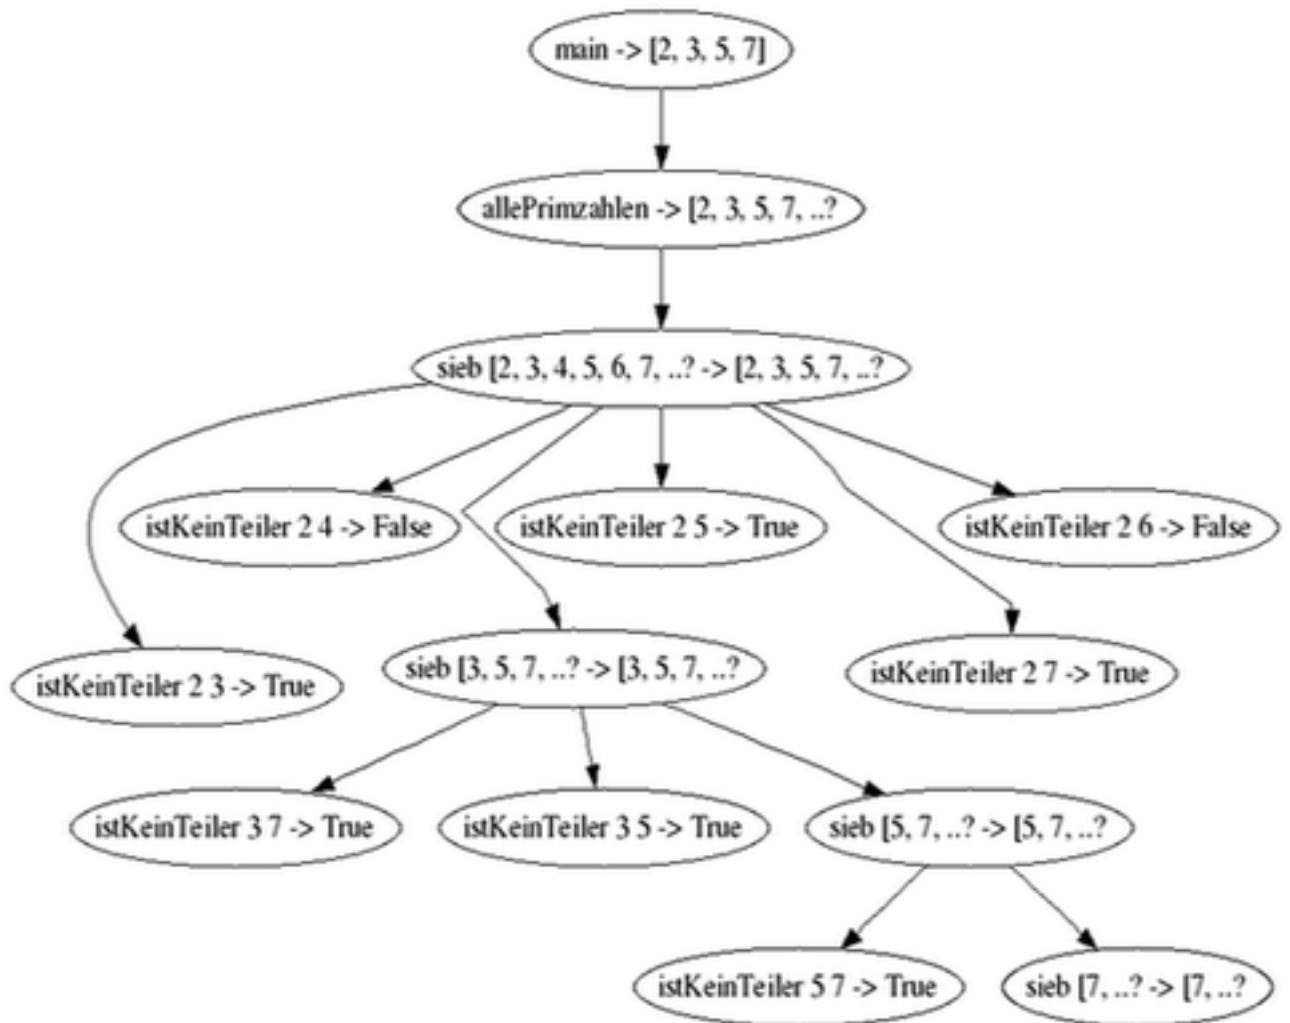 main -> [2, 3, 5, 7]
allePrimzahlen -> [2, 3, 5, 7, ..?
sieb [2, 3, 4, 5, 6, 7, ..? -> [2, 3, 5, 7, ..?
istKeinTeiler 2 4 -> False
istKeinTeiler 2 5 -> True
istKeinTeiler 2 6 -> False
istKeinTeiler 2 3 -> True
sieb [3, 5, 7, ..? -> [3, 5, 7, ..?
istKeinTeiler 2 7 -> True
istKeinTeiler 3 7 -> True
istKeinTeiler 3 5 -> True
sieb [5, 7, ..? -> [5, 7, ..?
istKeinTeiler 5 7 -> True
sieb [7, ..? -> [7, ..?